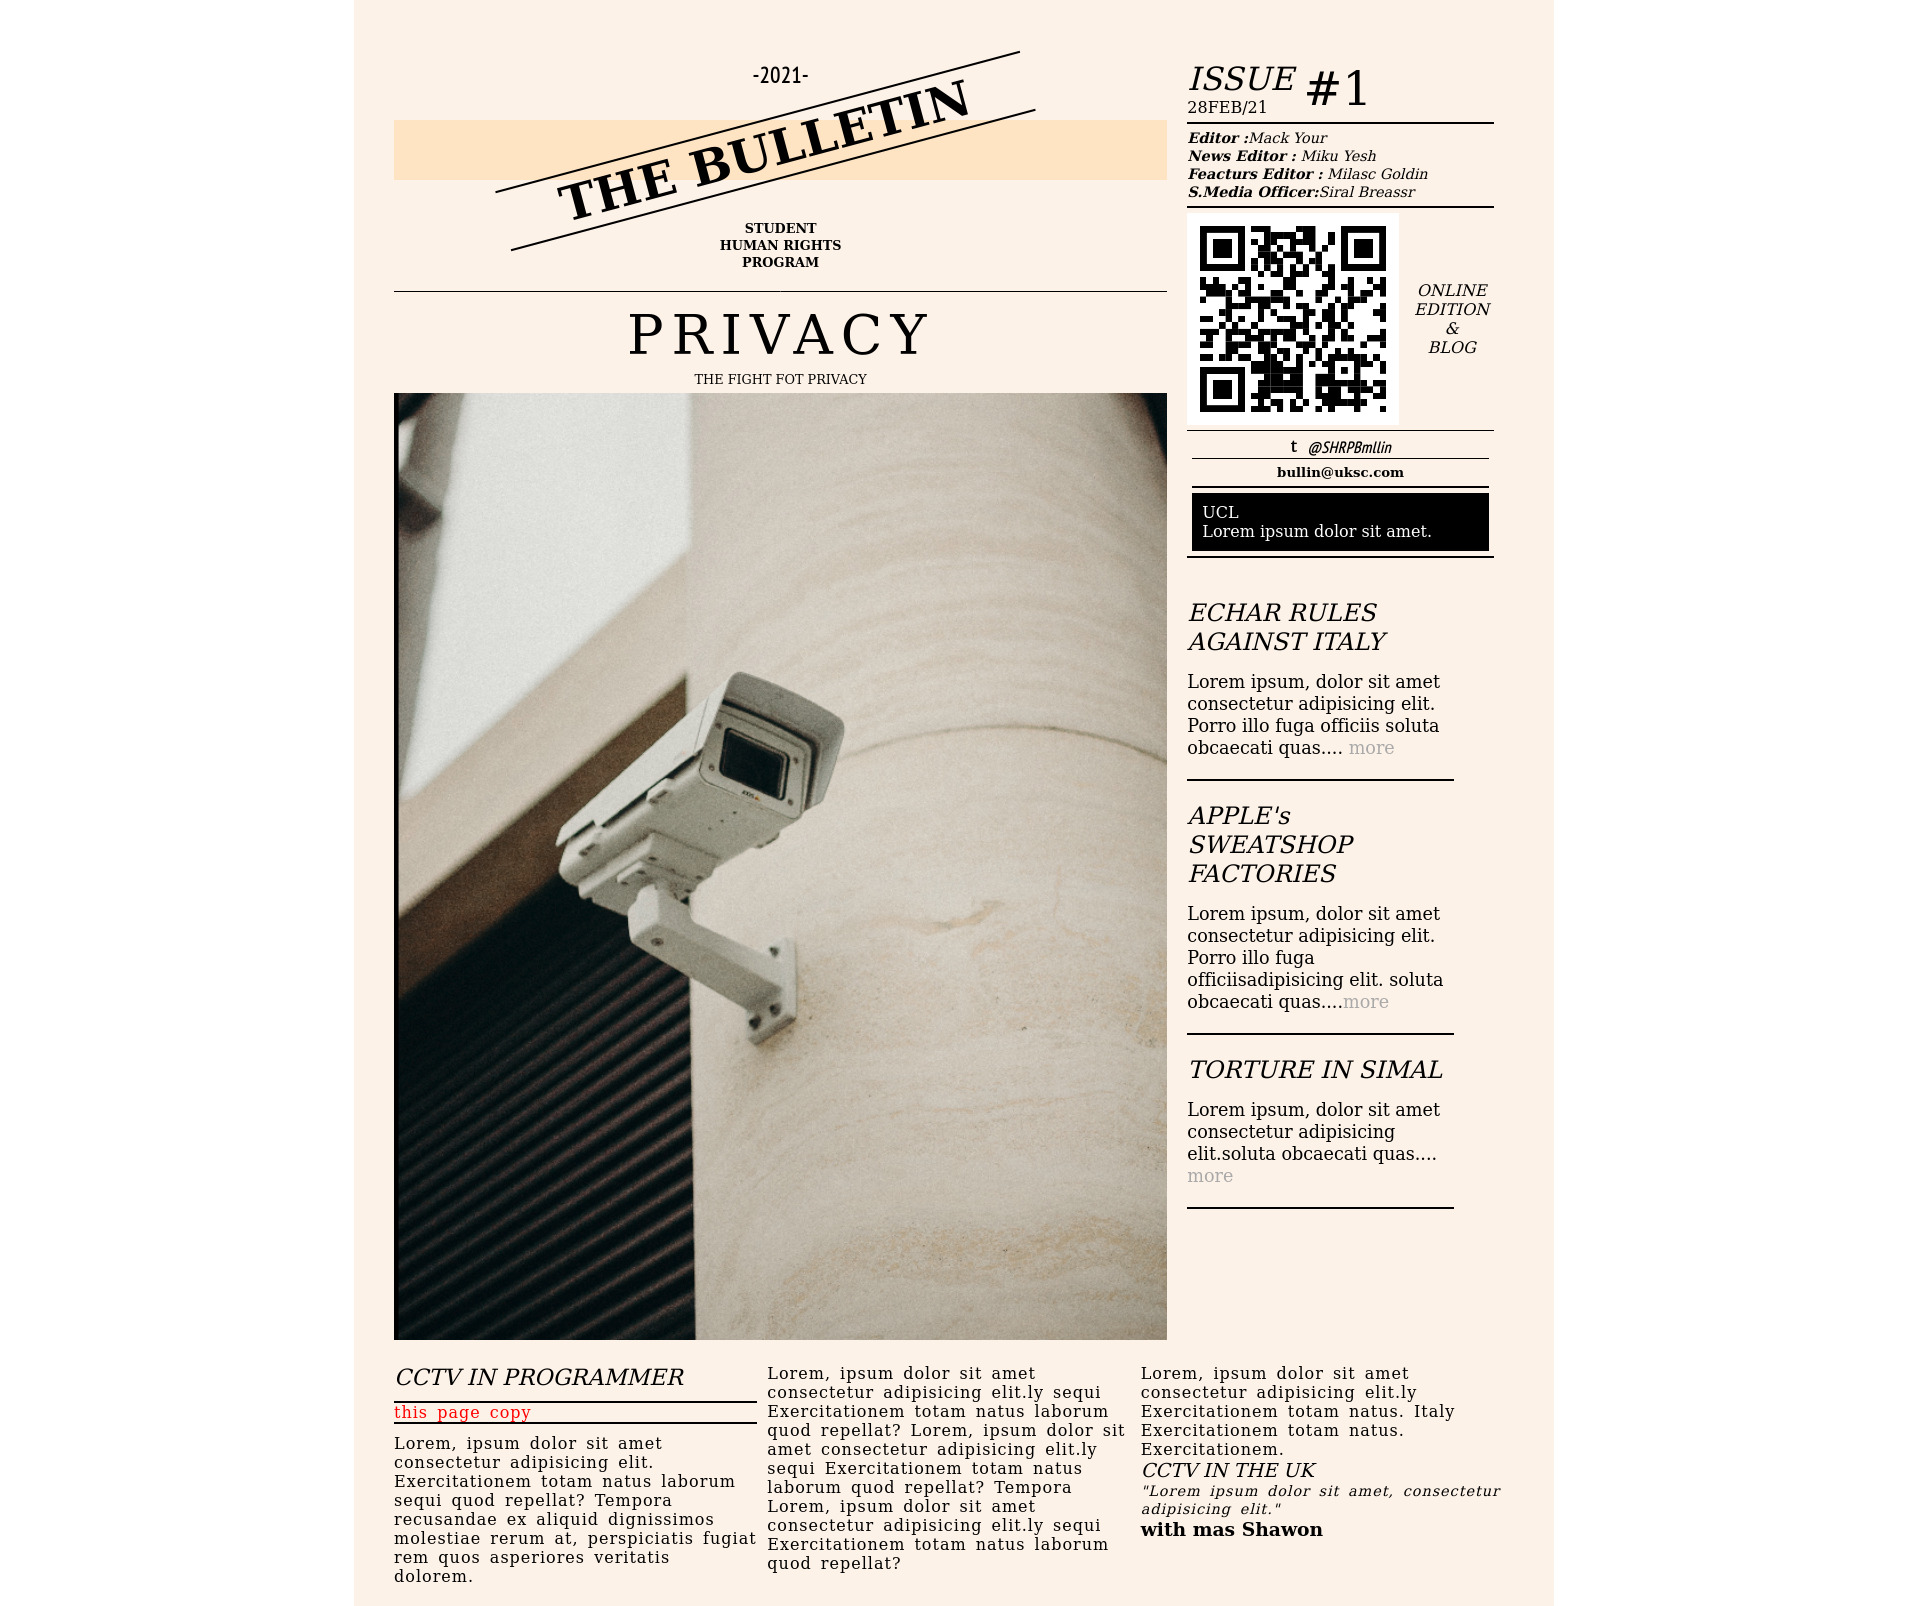 -2021-
THE BULLETIN
STUDENT
HUMAN RIGHTS
PROGRAM
PRIVACY
THE FIGHT FOT PRIVACY
ISSUE #1
28FEB/21
Editor :Mack Your
News Editor : Miku Yesh
Feacturs Editor : Milasc Goldin
S.Media Officer:Siral Breassr
ONLINE
EDITION
&
BLOG
t @SHRPBmllin
bullin@uksc.com
UCL
Lorem ipsum dolor sit amet.
ECHAR RULES
AGAINST ITALY
Lorem ipsum, dolor sit amet
consectetur adipisicing elit.
Porro illo fuga officiis soluta
obcaecati quas.... more
APPLE's
SWEATSHOP
FACTORIES
Lorem ipsum, dolor sit amet
consectetur adipisicing elit.
Porro illo fuga
officiisadipisicing elit. soluta
obcaecati quas....more
TORTURE IN SIMAL
Lorem ipsum, dolor sit amet
consectetur adipisicing
elit.soluta obcaecati quas....
more
CCTV IN PROGRAMMER
this page copy
Lorem, ipsum dolor sit amet
consectetur adipisicing elit.
Exercitationem totam natus laborum
sequi quod repellat? Tempora
recusandae ex aliquid dignissimos
molestiae rerum at, perspiciatis fugiat
rem quos asperiores veritatis
dolorem.
Lorem, ipsum dolor sit amet
consectetur adipisicing elit.ly sequi
Exercitationem totam natus laborum
quod repellat? Lorem, ipsum dolor sit
amet consectetur adipisicing elit.ly
sequi Exercitationem totam natus
laborum quod repellat? Tempora
Lorem, ipsum dolor sit amet
consectetur adipisicing elit.ly sequi
Exercitationem totam natus laborum
quod repellat?
Lorem, ipsum dolor sit amet
consectetur adipisicing elit.ly
Exercitationem totam natus. Italy
Exercitationem totam natus.
Exercitationem.
CCTV IN THE UK
"Lorem ipsum dolor sit amet, consectetur
adipisicing elit."
with mas Shawon